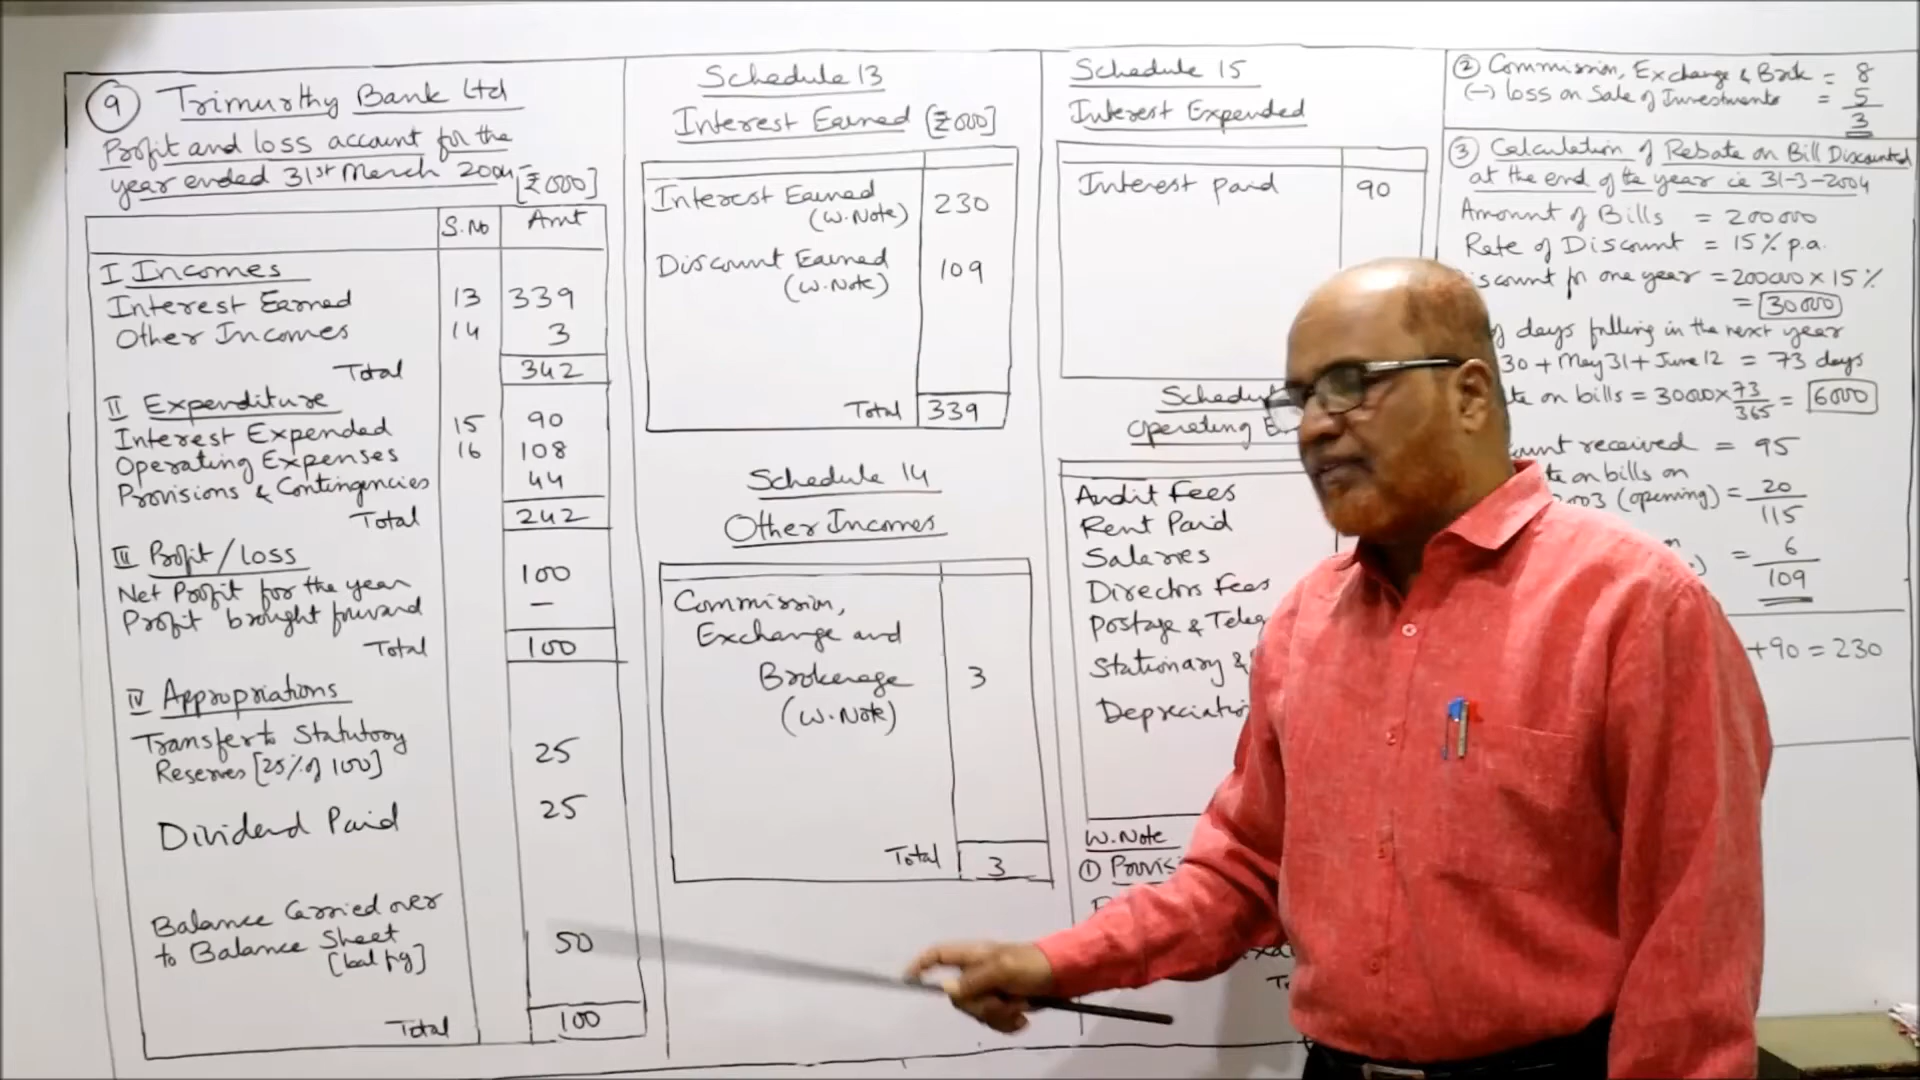 9 Trimurthy Bank Ltd
Profit and loss account for the
year ended 31st March 2004 [₹000]
S.No Amt
I Incomes
Interest Earned 13 339
Other Incomes 14 3
Total 342
II Expenditure
Interest Expended 15 90
Operating Expenses 16 108
Provisions & Contingencies 44
Total 242
III Profit/loss
Net Profit for the year 100
Profit brought forward —
Total 100
IV Appropriations
Transfer to Statutory
Reserves [25% of 100] 25
Dividend Paid 25
Balance Carried over
to Balance Sheet 50
[bal fig]
Total 100
Schedule 13
Interest Earned [₹000]
Interest Earned 230
(W.Note)
Discount Earned 109
(W.Note)
Total 339
Schedule 14
Other Incomes
Commission,
Exchange and
Brokerage 3
(W.Note)
Total 3
Schedule 15
Interest Expended
Interest paid 90
Operating
Audit Fees
Rent Paid
Salaries
Directors Fees
Postage &
Stationary &
W.Note
①
② Commission, Exchange & Brok = 8
(-) loss on Sale of Investments = 5
3
③ Calculation of Rebate on Bill Discounted
at the end of the year ie 31-3-2004
Amount of Bills = 200000
Rate of Discount = 15% p.a.
for one year = 200000 × 15%
= 30000
days falling in the next year
30 + May 31 + June 12 = 73 days
on bills = 30000 × 73/365 = 6000
received = 95
on bills on
(opening) = 20
115
= 6
109
+90 = 230